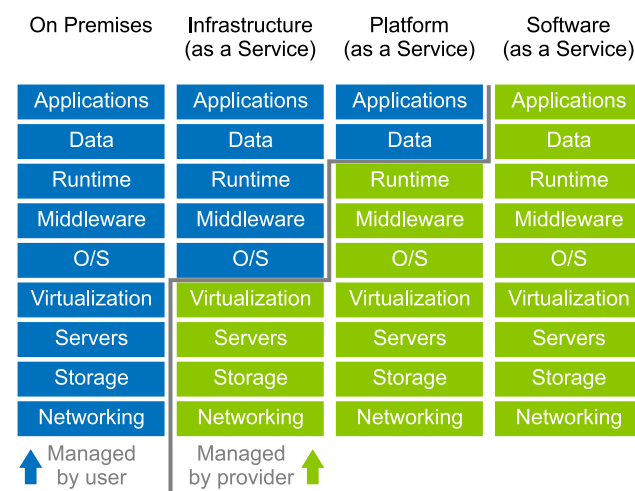 On Premises
Infrastructure
(as a Service)
Platform
(as a Service)
Software
(as a Service)
Applications
Data
Runtime
Middleware
O/S
Virtualization
Servers
Storage
Networking
Applications
Data
Runtime
Middleware
O/S
Virtualization
Servers
Storage
Networking
Applications
Data
Runtime
Middleware
O/S
Virtualization
Servers
Storage
Networking
Applications
Data
Runtime
Middleware
O/S
Virtualization
Servers
Storage
Networking
Managed
by user
Managed
by provider